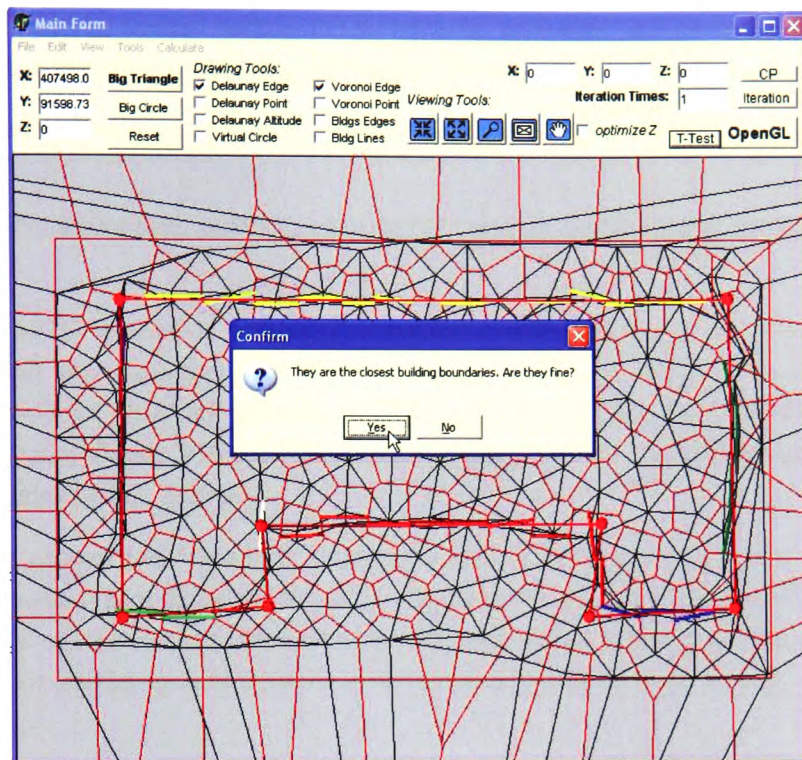 Main Form
File Edit View Tools Calculate
X: 407498.0 Big Triangle
Y: 91598.73 Big Circle
Z: 0 Reset
Drawing Tools:
Delaunay Edge Voronoi Edge
Delaunay Point Voronoi Point
Delaunay Altitude Bldgs Edges
Virtual Circle Bldg Lines
Viewing Tools:
X: 0 Y: 0 Z: 0 CP
Iteration Times: 1 Iteration
optimize Z T-Test OpenGL
Confirm
They are the closest building boundaries. Are they fine?
Yes No